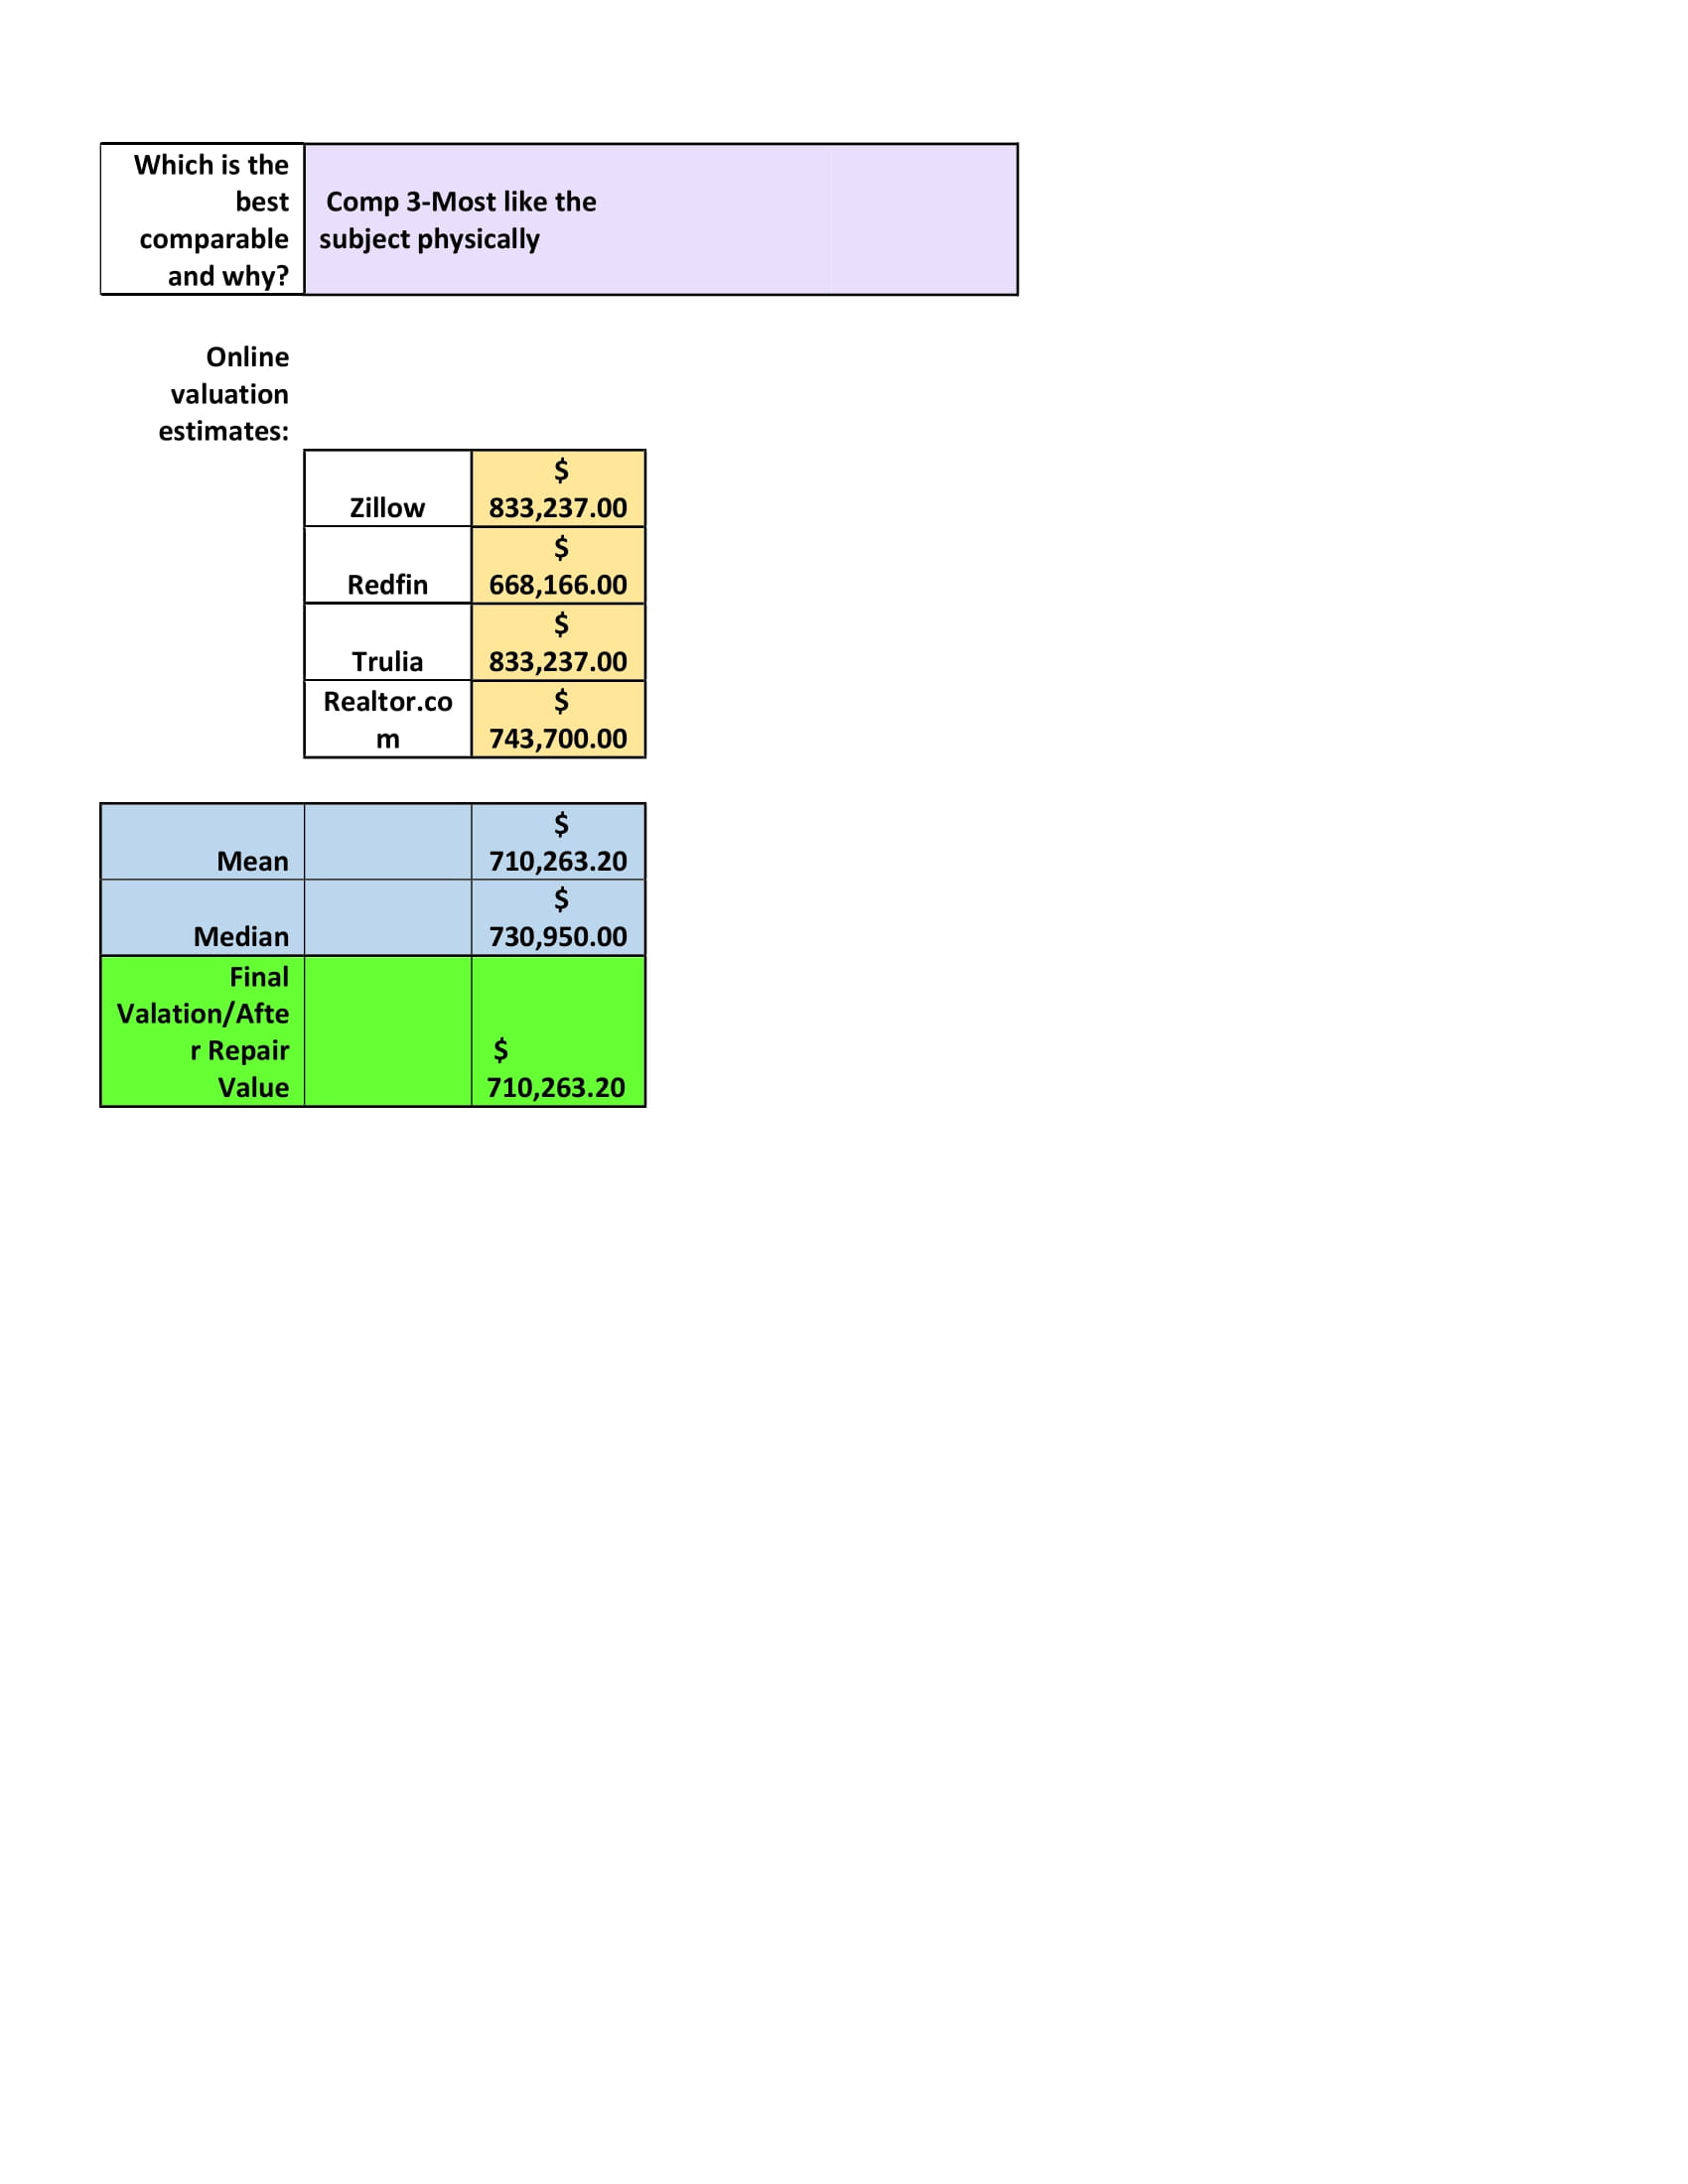 Which is the
best
comparable
and why?
Comp 3-Most like the
subject physically
Online
valuation
estimates:
Zillow
$
833,237.00
Redfin
$
668,166.00
Trulia
$
833,237.00
Realtor.co
m
$
743,700.00
Mean
$
710,263.20
Median
$
730,950.00
Final
Valation/Afte
r Repair
Value
$
710,263.20